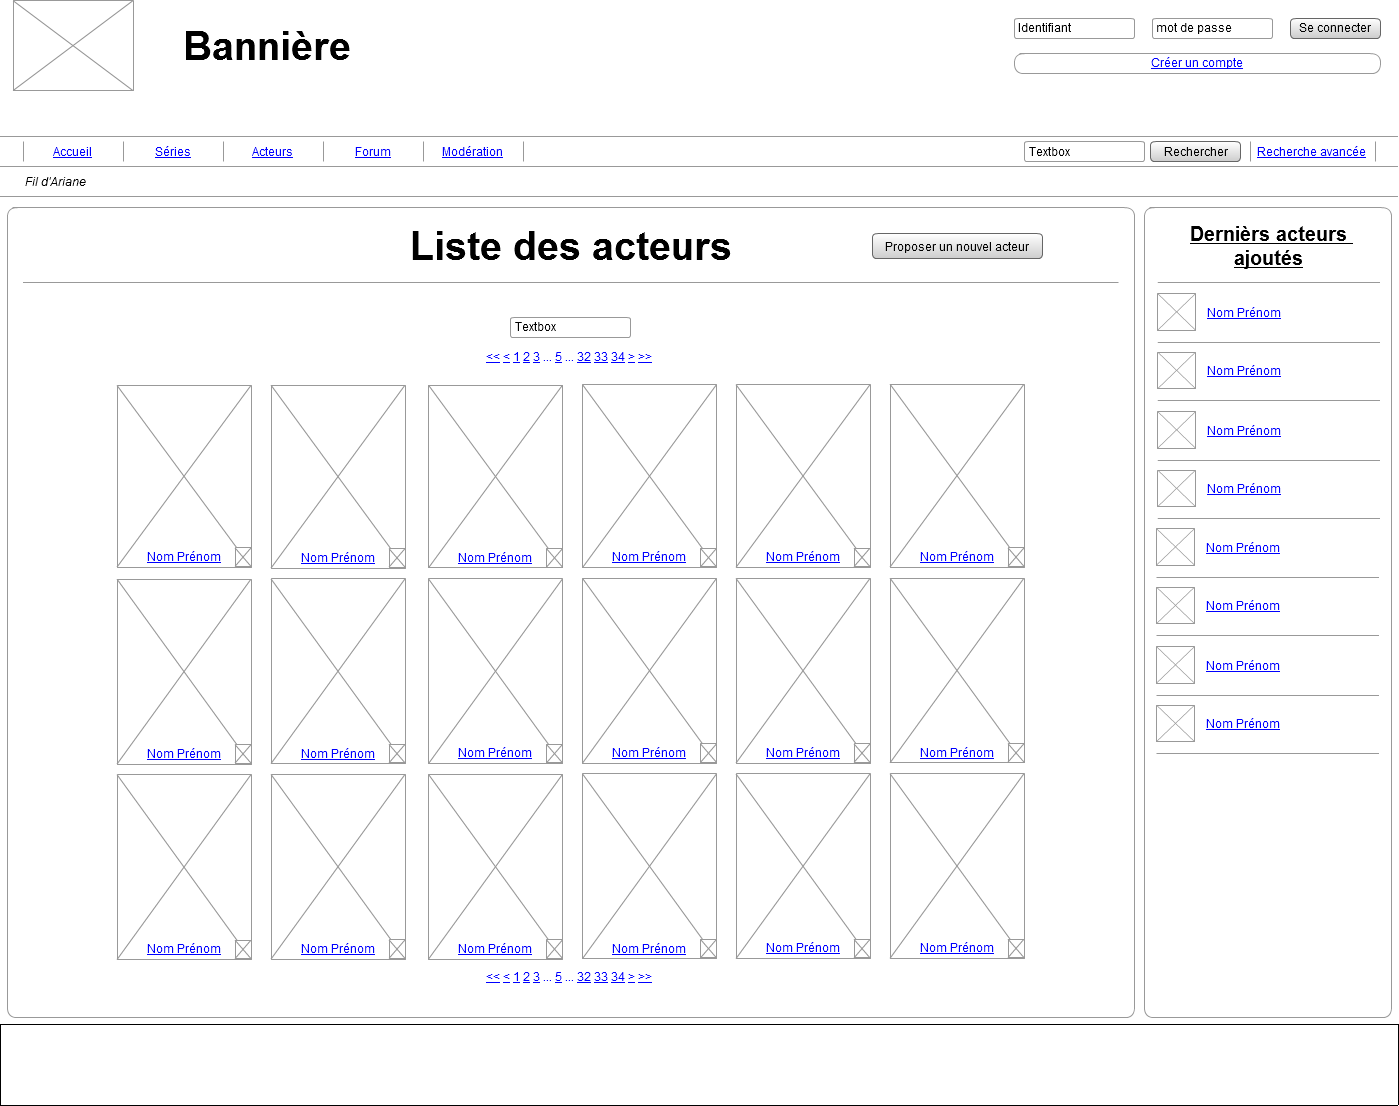 Bannière
Identifiant mot de passe Se connecter
Créer un compte
Accueil Séries Acteurs Forum Modération Textbox Rechercher Recherche avancée
Fil d'Ariane
Liste des acteurs
Proposer un nouvel acteur
Textbox
<< < 1 2 3 ... 5 ... 32 33 34 > >>
Nom Prénom Nom Prénom Nom Prénom Nom Prénom Nom Prénom Nom Prénom
Nom Prénom Nom Prénom Nom Prénom Nom Prénom Nom Prénom Nom Prénom
Nom Prénom Nom Prénom Nom Prénom Nom Prénom Nom Prénom Nom Prénom
<< < 1 2 3 ... 5 ... 32 33 34 > >>
Dernièrs acteurs
ajoutés
Nom Prénom
Nom Prénom
Nom Prénom
Nom Prénom
Nom Prénom
Nom Prénom
Nom Prénom
Nom Prénom